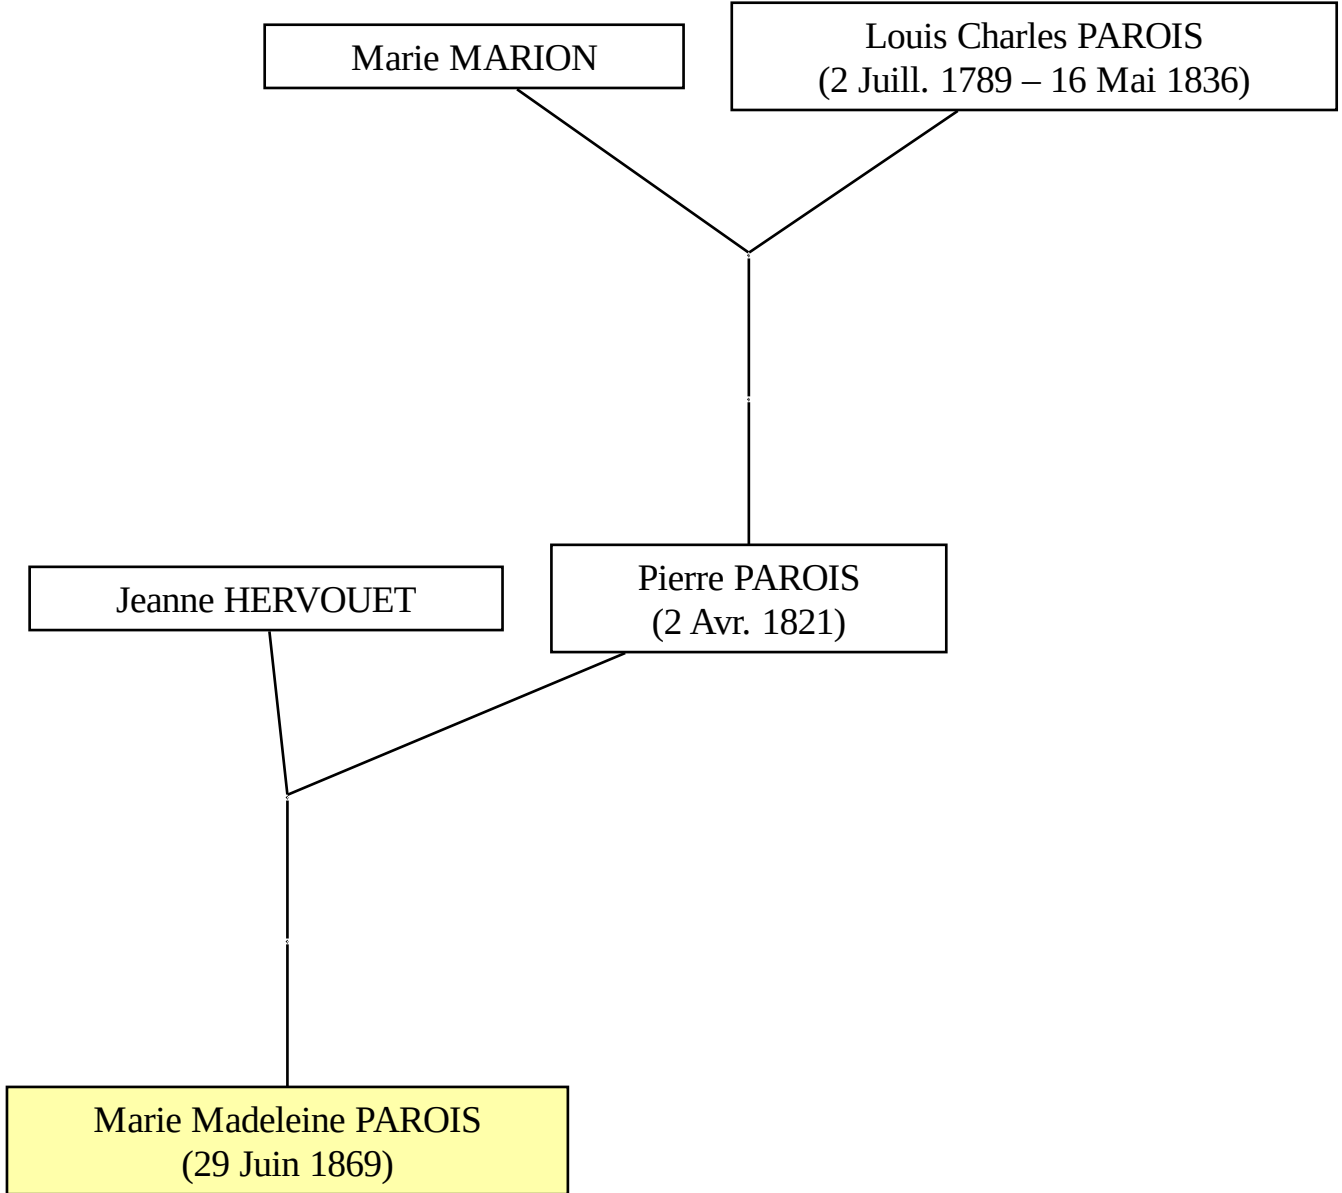 Marie MARION
Louis Charles PAROIS
(2 Juill. 1789 – 16 Mai 1836)
Jeanne HERVOUET
Pierre PAROIS
(2 Avr. 1821)
Marie Madeleine PAROIS
(29 Juin 1869)